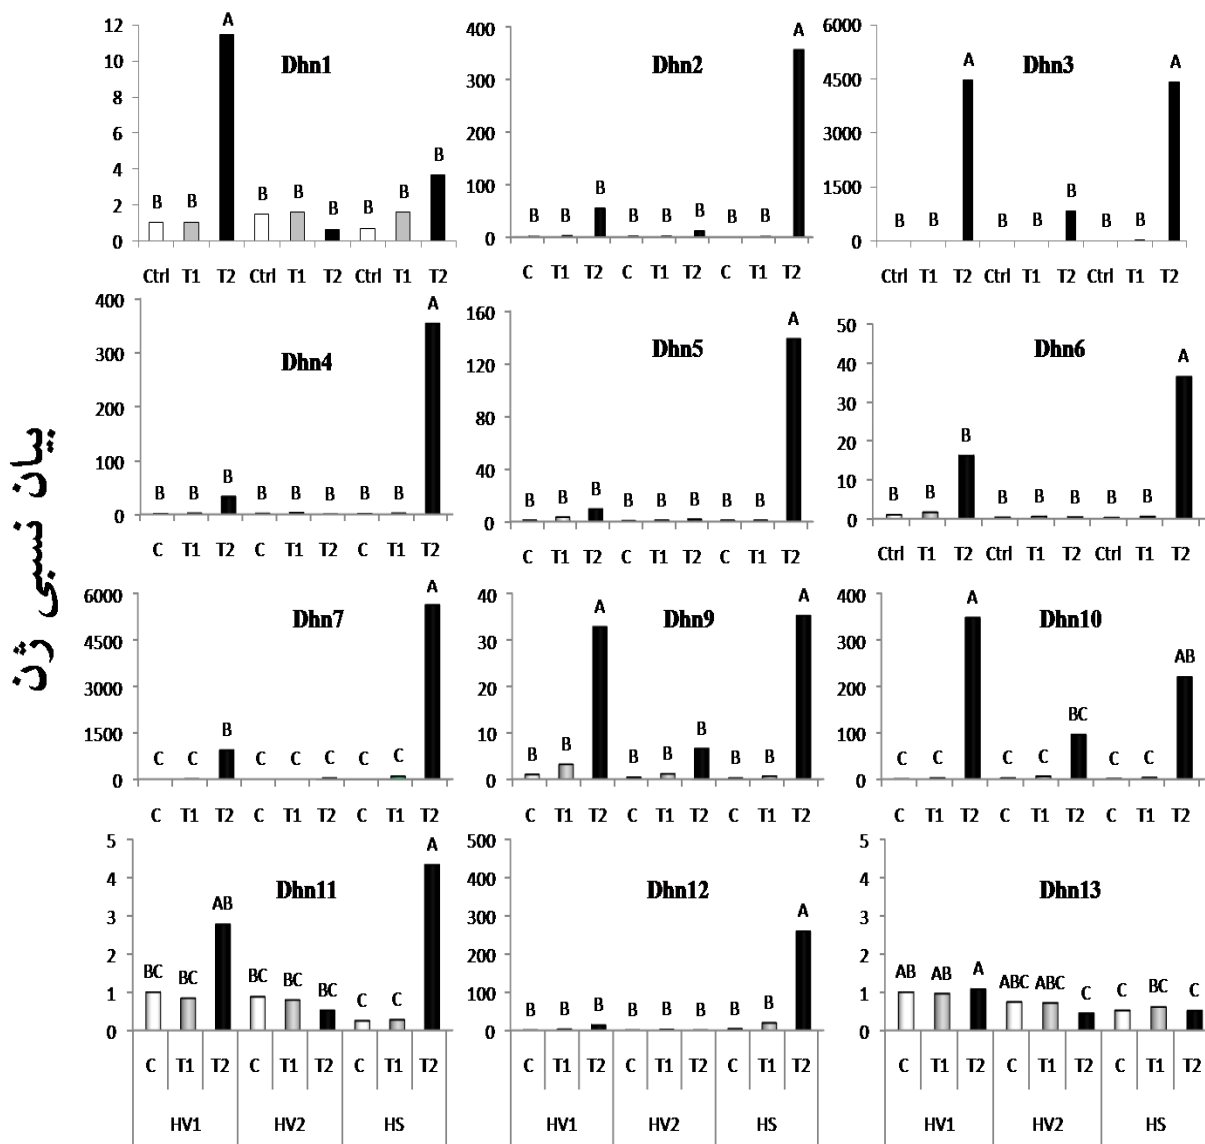 بیان نسبی ژن
Dhn1
12
10
8
6
4
2
0
B B A B B B B B B
Ctrl T1 T2 Ctrl T1 T2 Ctrl T1 T2
Dhn2
400
300
200
100
0
B B B B B B B B A
C T1 T2 C T1 T2 C T1 T2
Dhn3
6000
4500
3000
1500
0
B B A B B B B B A
Ctrl T1 T2 Ctrl T1 T2 Ctrl T1 T2
Dhn4
400
300
200
100
0
B B B B B B B B A
C T1 T2 C T1 T2 C T1 T2
Dhn5
160
120
80
40
0
B B B B B B B B A
C T1 T2 C T1 T2 C T1 T2
Dhn6
50
40
30
20
10
0
B B B B B B B B A
Ctrl T1 T2 Ctrl T1 T2 Ctrl T1 T2
Dhn7
6000
4500
3000
1500
0
C C B C C C C C A
C T1 T2 C T1 T2 C T1 T2
Dhn9
40
30
20
10
0
B B A B B B B B A
C T1 T2 C T1 T2 C T1 T2
Dhn10
400
300
200
100
0
C C A C C BC C C AB
C T1 T2 C T1 T2 C T1 T2
Dhn11
5
4
3
2
1
0
BC BC AB BC BC BC C C A
C T1 T2 C T1 T2 C T1 T2
HV1 HV2 HS
Dhn12
500
400
300
200
100
0
B B B B B B B B A
C T1 T2 C T1 T2 C T1 T2
HV1 HV2 HS
Dhn13
5
4
3
2
1
0
AB AB A ABC ABC C C BC C
C T1 T2 C T1 T2 C T1 T2
HV1 HV2 HS